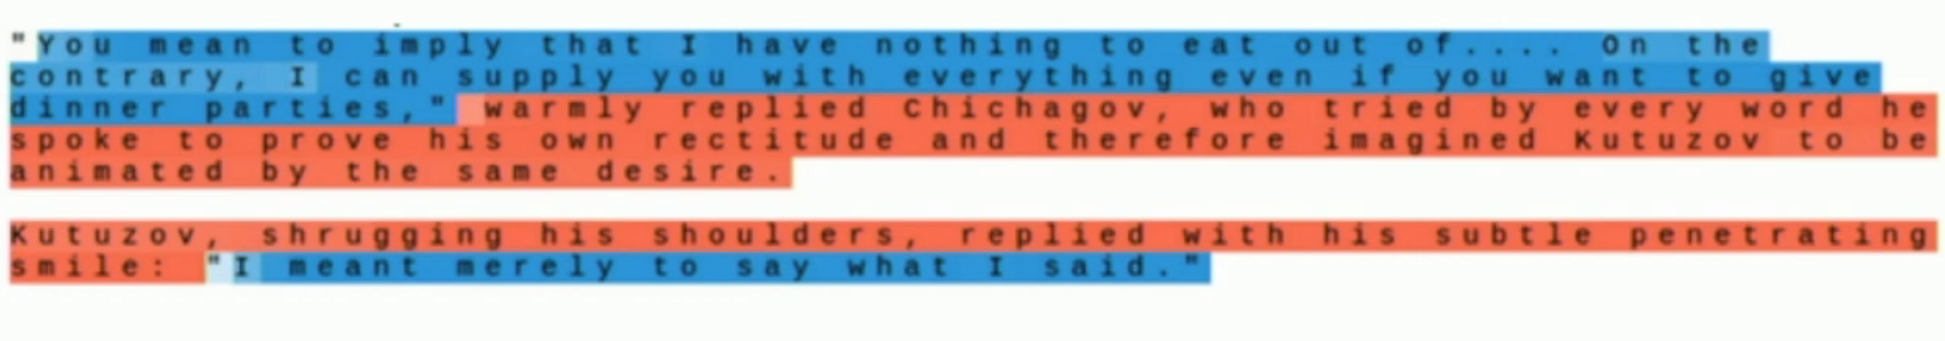 "You mean to imply that I have nothing to eat out of.... On the
contrary, I can supply you with everything even if you want to give
dinner parties," warmly replied Chichagov, who tried by every word he
spoke to prove his own rectitude and therefore imagined Kutuzov to be
animated by the same desire.
Kutuzov, shrugging his shoulders, replied with his subtle penetrating
smile: "I meant merely to say what I said."